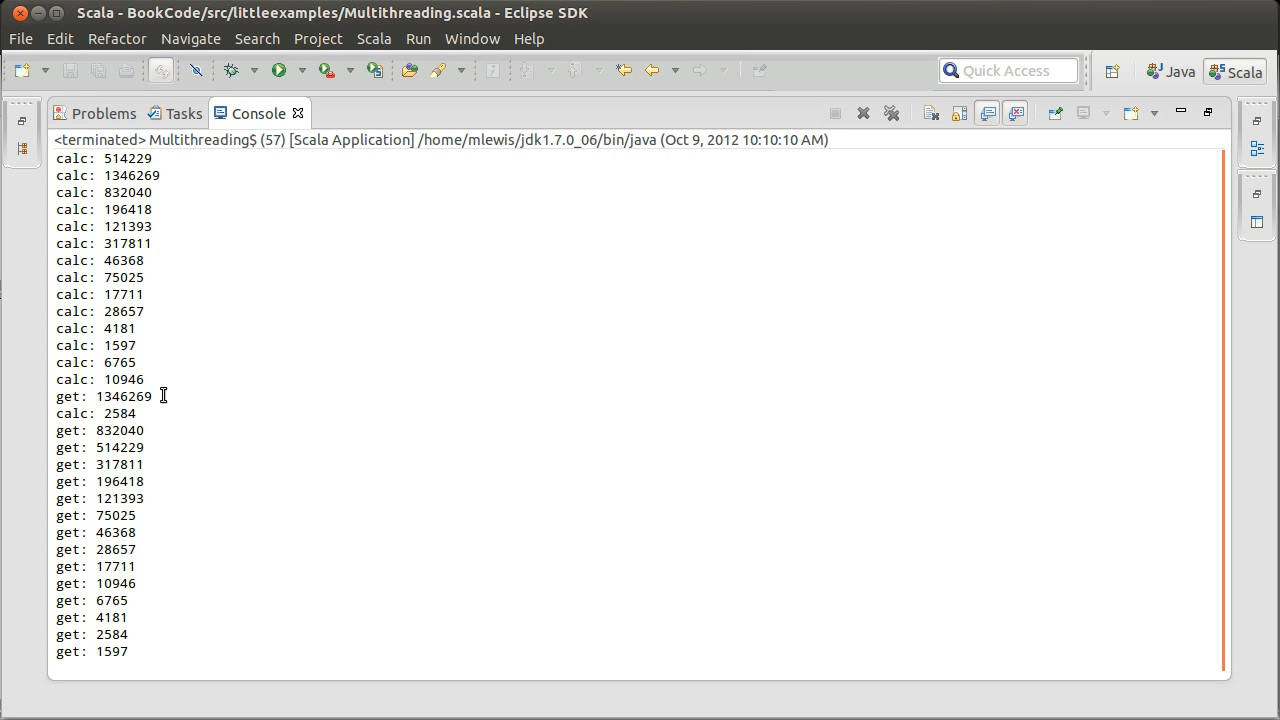 Scala - BookCode/src/littleexamples/Multithreading.scala - Eclipse SDK
File Edit Refactor Navigate Search Project Scala Run Window Help
Quick Access Java Scala
Problems Tasks Console
<terminated> Multithreading$ (57) [Scala Application] /home/mlewis/jdk1.7.0_06/bin/java (Oct 9, 2012 10:10:10 AM)
calc: 514229
calc: 1346269
calc: 832040
calc: 196418
calc: 121393
calc: 317811
calc: 46368
calc: 75025
calc: 17711
calc: 28657
calc: 4181
calc: 1597
calc: 6765
calc: 10946
get: 1346269
calc: 2584
get: 832040
get: 514229
get: 317811
get: 196418
get: 121393
get: 75025
get: 46368
get: 28657
get: 17711
get: 10946
get: 6765
get: 4181
get: 2584
get: 1597